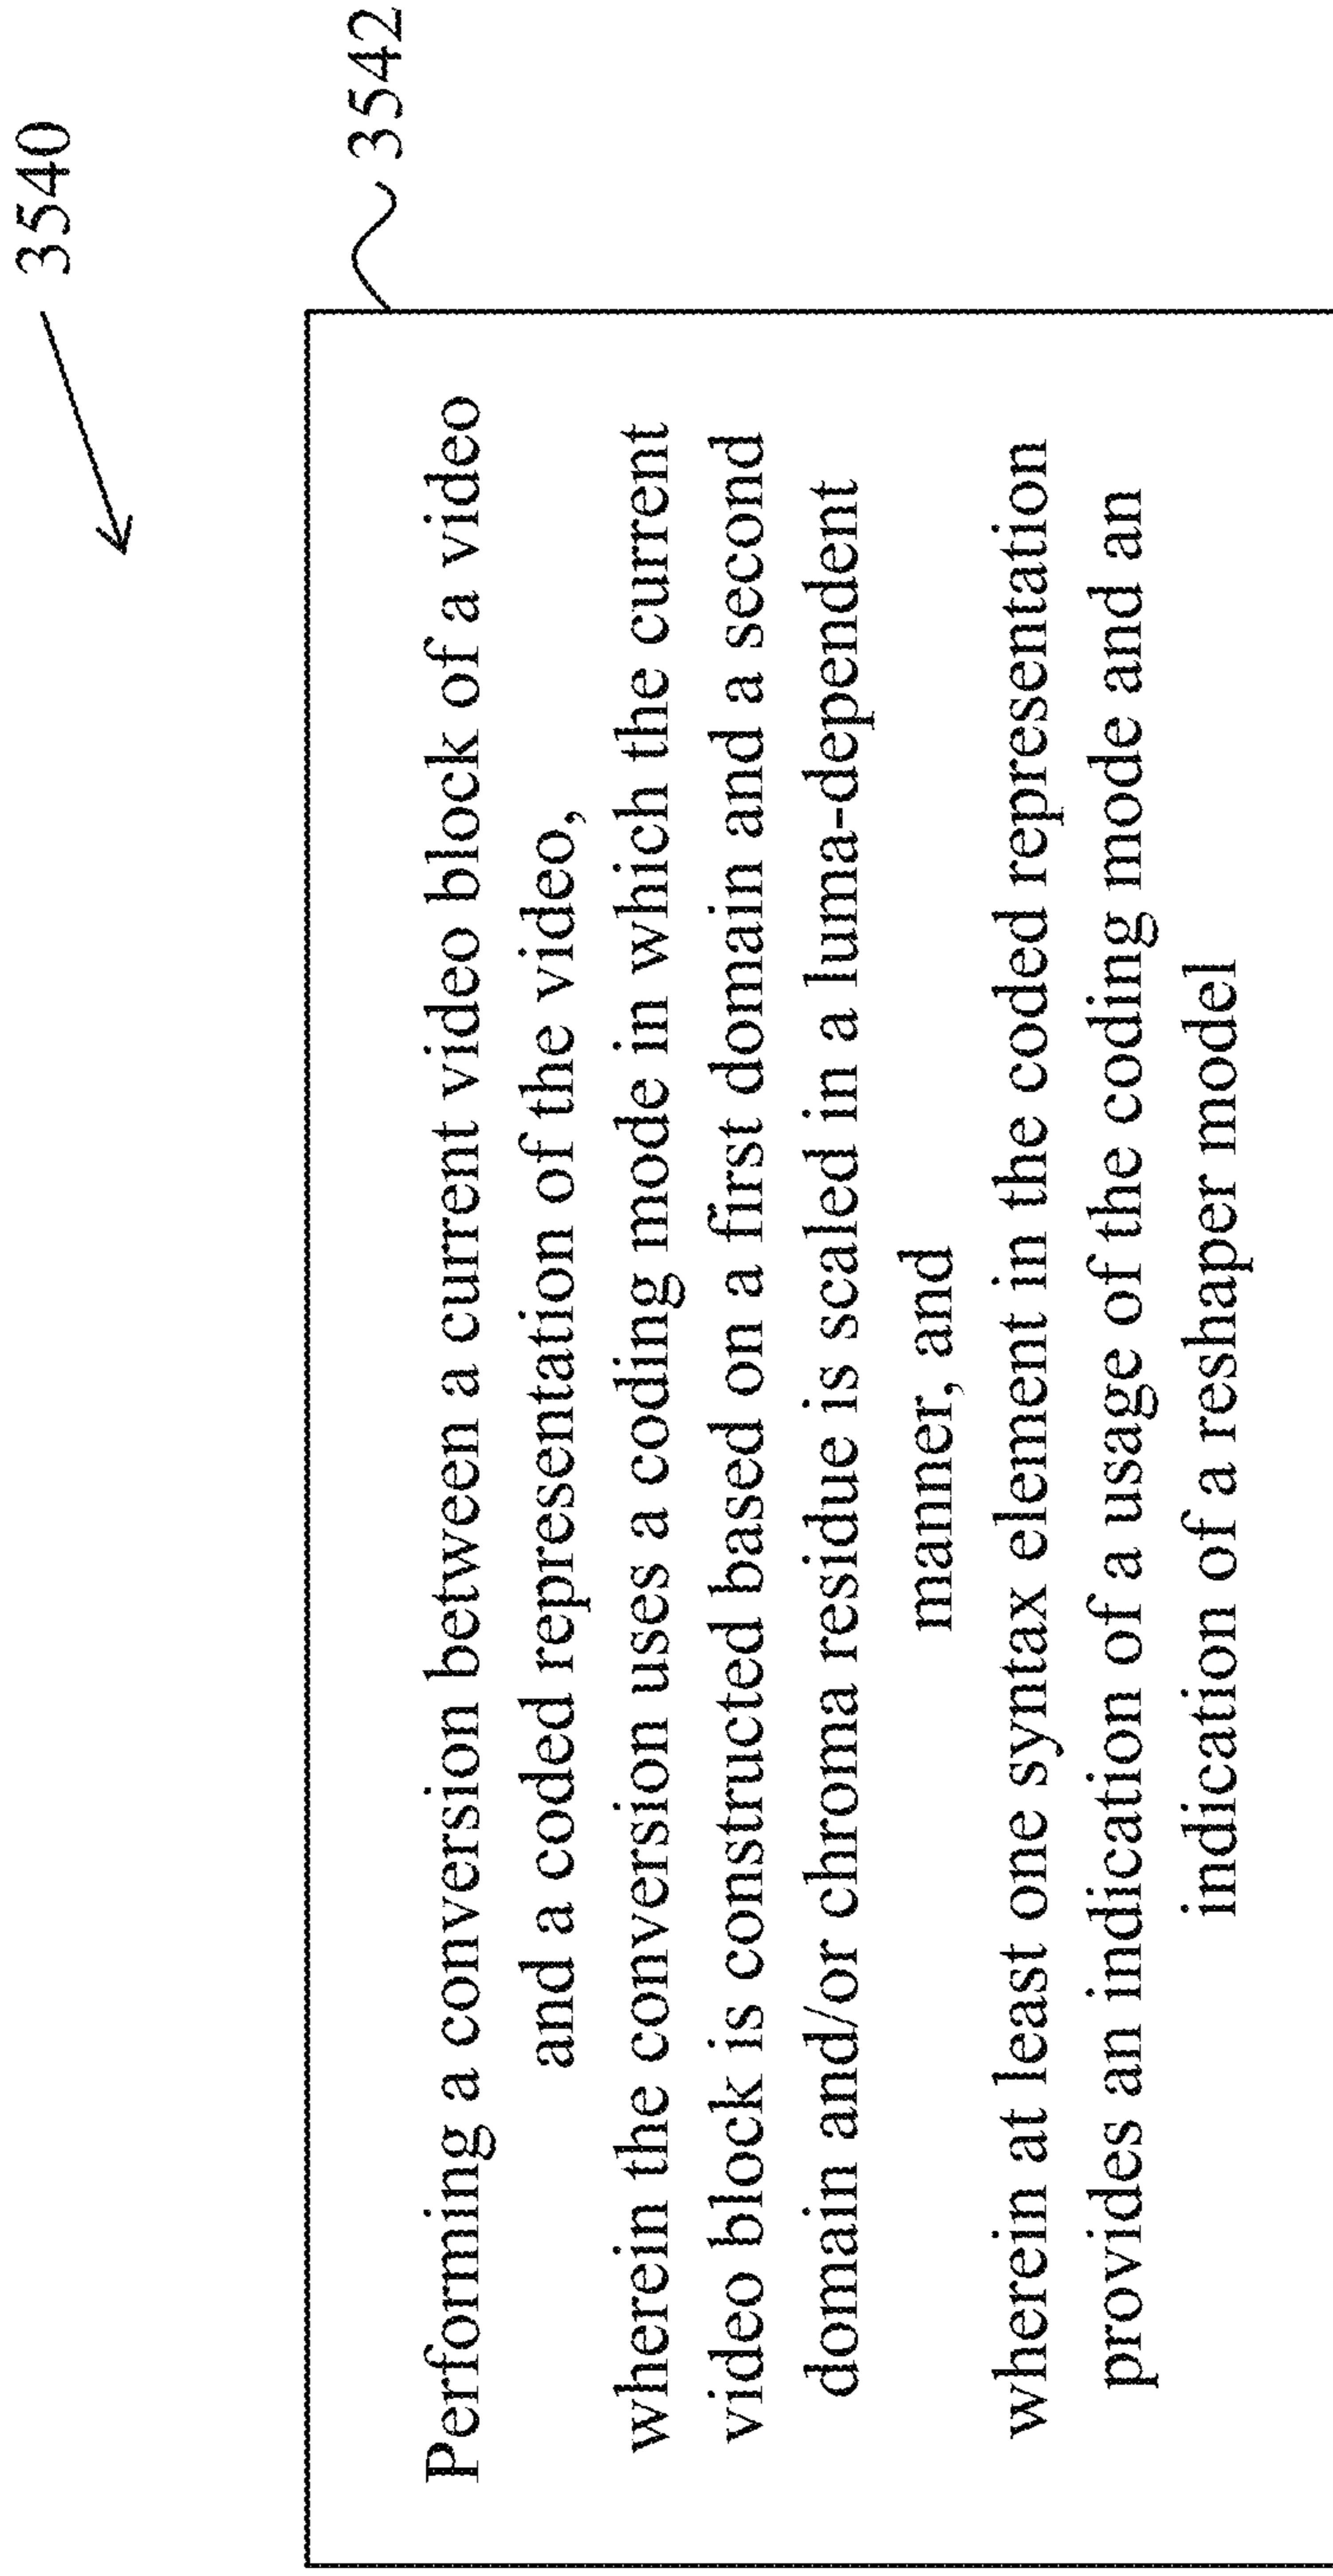 3540
3542
Performing a conversion between a current video block of a video
and a coded representation of the video,
wherein the conversion uses a coding mode in which the current
video block is constructed based on a first domain and a second
domain and/or chroma residue is scaled in a luma-dependent
manner, and
wherein at least one syntax element in the coded representation
provides an indication of a usage of the coding mode and an
indication of a reshaper model